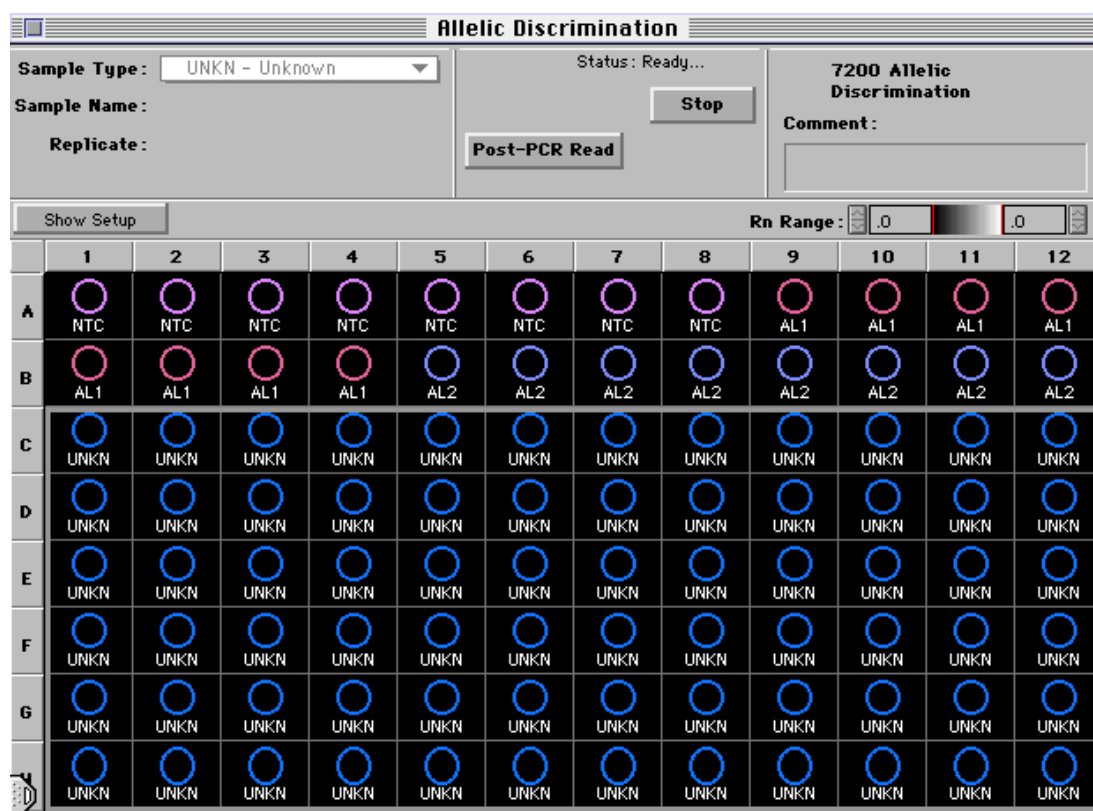 Allelic Discrimination
Sample Type: UNKN - Unknown
Sample Name:
Replicate:
Status: Ready...
Stop
Post-PCR Read
7200 Allelic
Discrimination
Comment:
Show Setup
Rn Range: .0 .0
1 2 3 4 5 6 7 8 9 10 11 12
A NTC NTC NTC NTC NTC NTC NTC NTC AL1 AL1 AL1 AL1
B AL1 AL1 AL1 AL1 AL2 AL2 AL2 AL2 AL2 AL2 AL2 AL2
C UNKN UNKN UNKN UNKN UNKN UNKN UNKN UNKN UNKN UNKN UNKN UNKN
D UNKN UNKN UNKN UNKN UNKN UNKN UNKN UNKN UNKN UNKN UNKN UNKN
E UNKN UNKN UNKN UNKN UNKN UNKN UNKN UNKN UNKN UNKN UNKN UNKN
F UNKN UNKN UNKN UNKN UNKN UNKN UNKN UNKN UNKN UNKN UNKN UNKN
G UNKN UNKN UNKN UNKN UNKN UNKN UNKN UNKN UNKN UNKN UNKN UNKN
UNKN UNKN UNKN UNKN UNKN UNKN UNKN UNKN UNKN UNKN UNKN UNKN